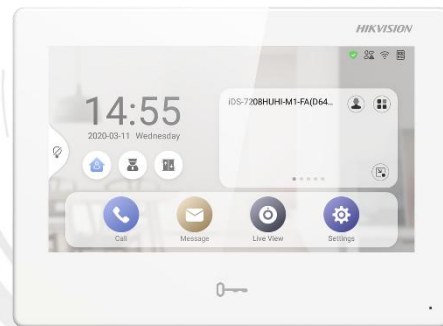 HIKVISION
14:55
2020-03-11 Wednesday
iDS-7208HUHI-M1-FA(D64...
Call
Message
Live View
Settings